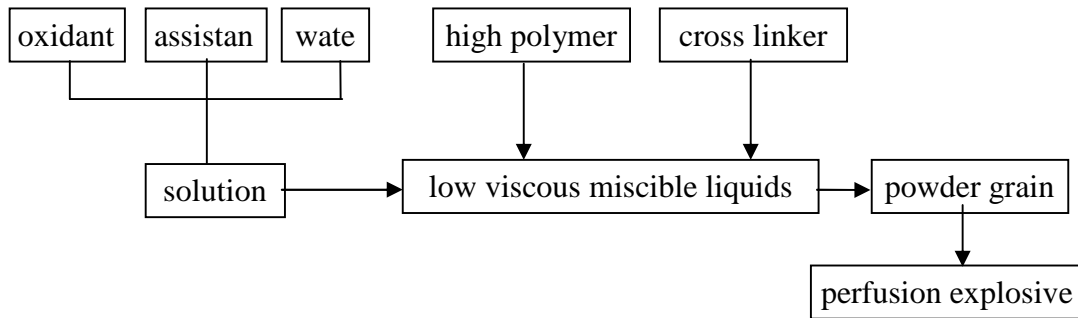 oxidant
assistan
wate
high polymer
cross linker
solution
low viscous miscible liquids
powder grain
perfusion explosive